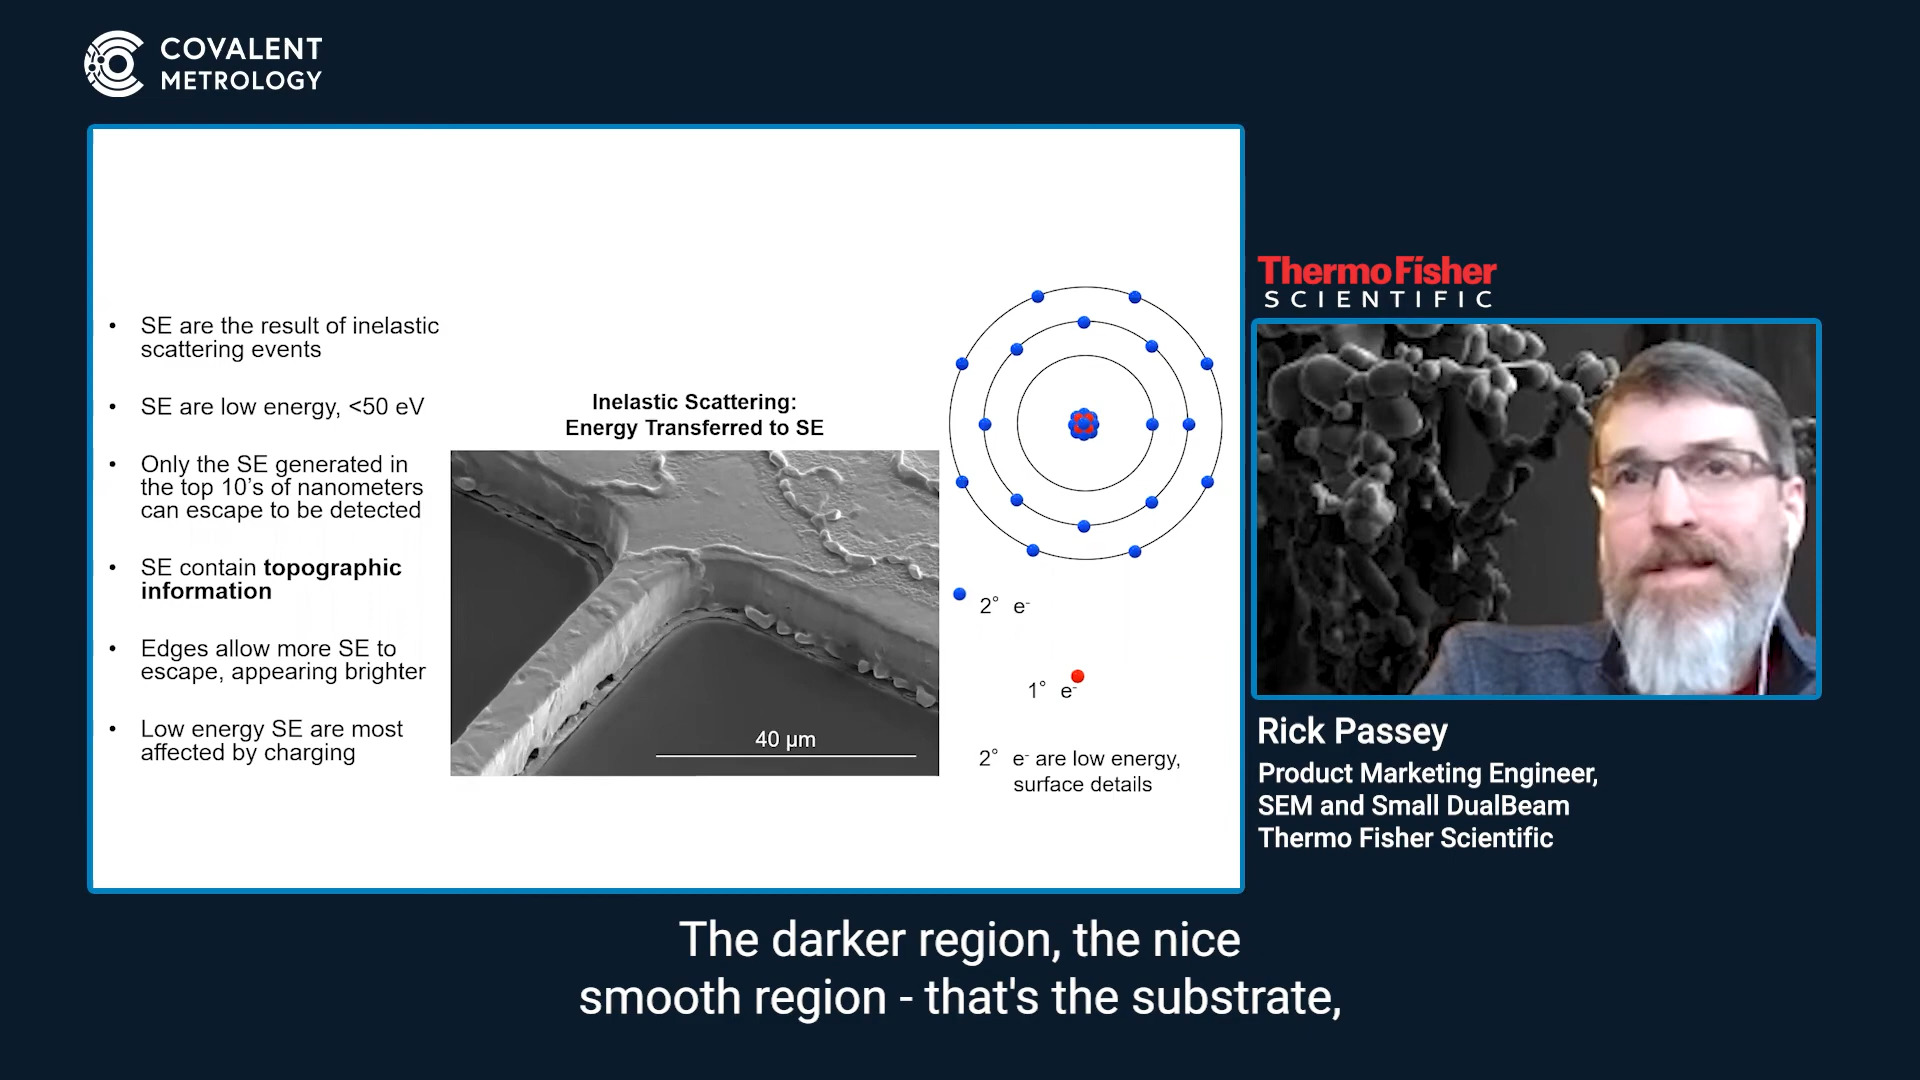 COVALENT
METROLOGY
• SE are the result of inelastic
scattering events
• SE are low energy, <50 eV
• Only the SE generated in
the top 10's of nanometers
can escape to be detected
• SE contain topographic
information
• Edges allow more SE to
escape, appearing brighter
• Low energy SE are most
affected by charging
Inelastic Scattering:
Energy Transferred to SE
40 µm
2° e-
1° e-
2° e- are low energy,
surface details
ThermoFisher
SCIENTIFIC
Rick Passey
Product Marketing Engineer,
SEM and Small DualBeam
Thermo Fisher Scientific
The darker region, the nice
smooth region - that's the substrate,